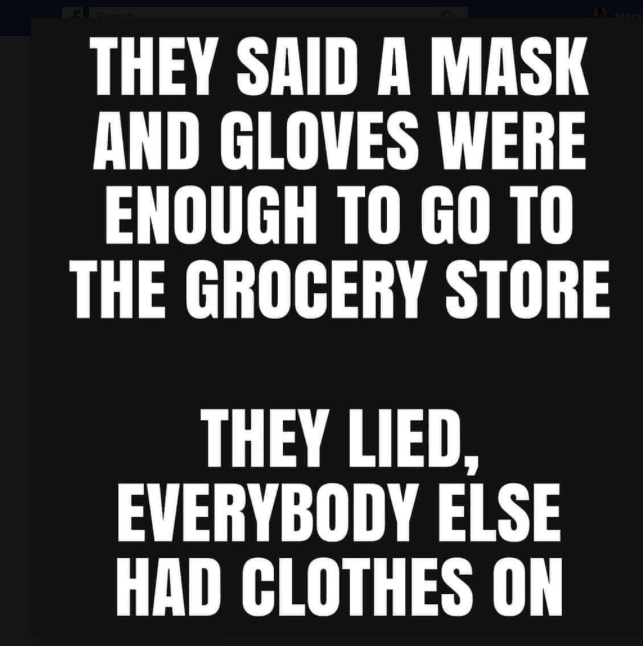 Search
THEY SAID A MASK
AND GLOVES WERE
ENOUGH TO GO TO
THE GROCERY STORE
THEY LIED,
EVERYBODY ELSE
HAD CLOTHES ON